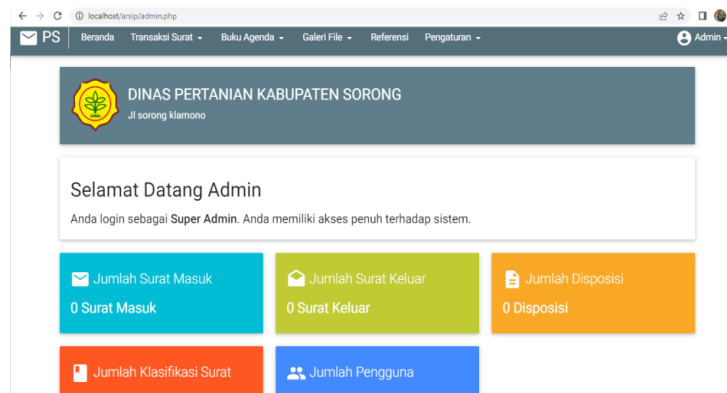 localhost/arsip/admin.php
PS Beranda Transaksi Surat Buku Agenda Galeri File Referensi Pengaturan Admin
DINAS PERTANIAN KABUPATEN SORONG
Jl sorong klamono
Selamat Datang Admin
Anda login sebagai Super Admin. Anda memiliki akses penuh terhadap sistem.
Jumlah Surat Masuk
0 Surat Masuk
Jumlah Surat Keluar
0 Surat Keluar
Jumlah Disposisi
0 Disposisi
Jumlah Klasifikasi Surat
Jumlah Pengguna